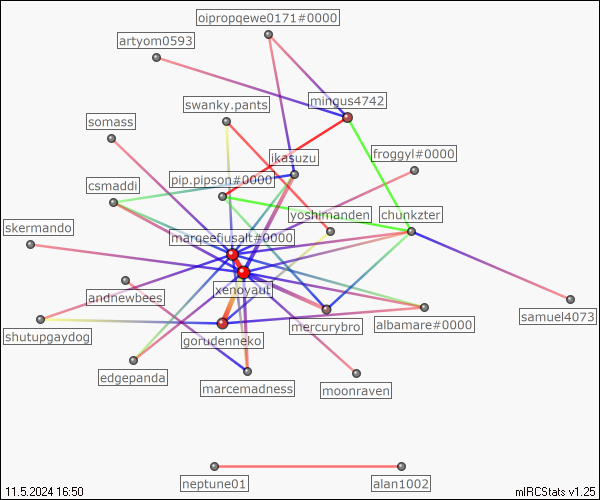 oipropqewe0171#0000
artyom0593
mingus4742
swanky.pants
somass
froggyl#0000
ikasuzu
pip.pipson#0000
csmaddi
yoshimanden
chunkzter
skermando
marqeefjusalt#0000
xenoyaut
andnewbees
samuel4073
mercurybro
albamare#0000
shutupgaydog
gorudenneko
edgepanda
marcemadness
moonraven
neptune01
alan1002
11.5.2024 16:50
mIRCStats v1.25